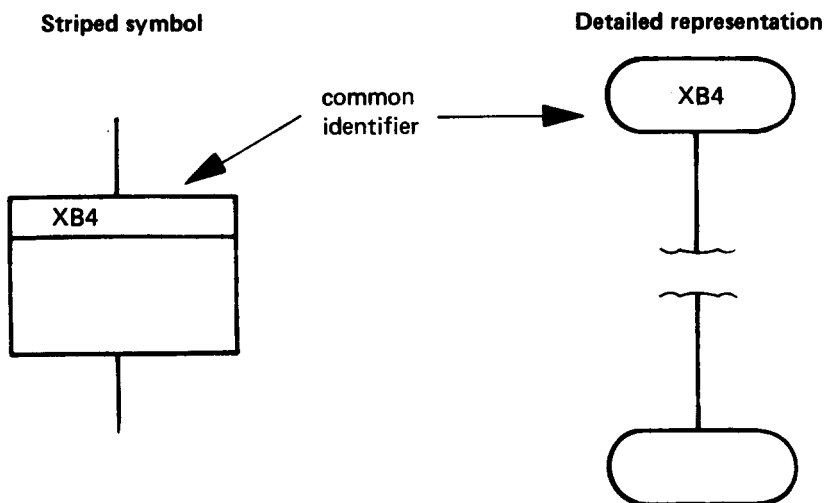 Striped symbol
Detailed representation
common
identifier
XB4
XB4